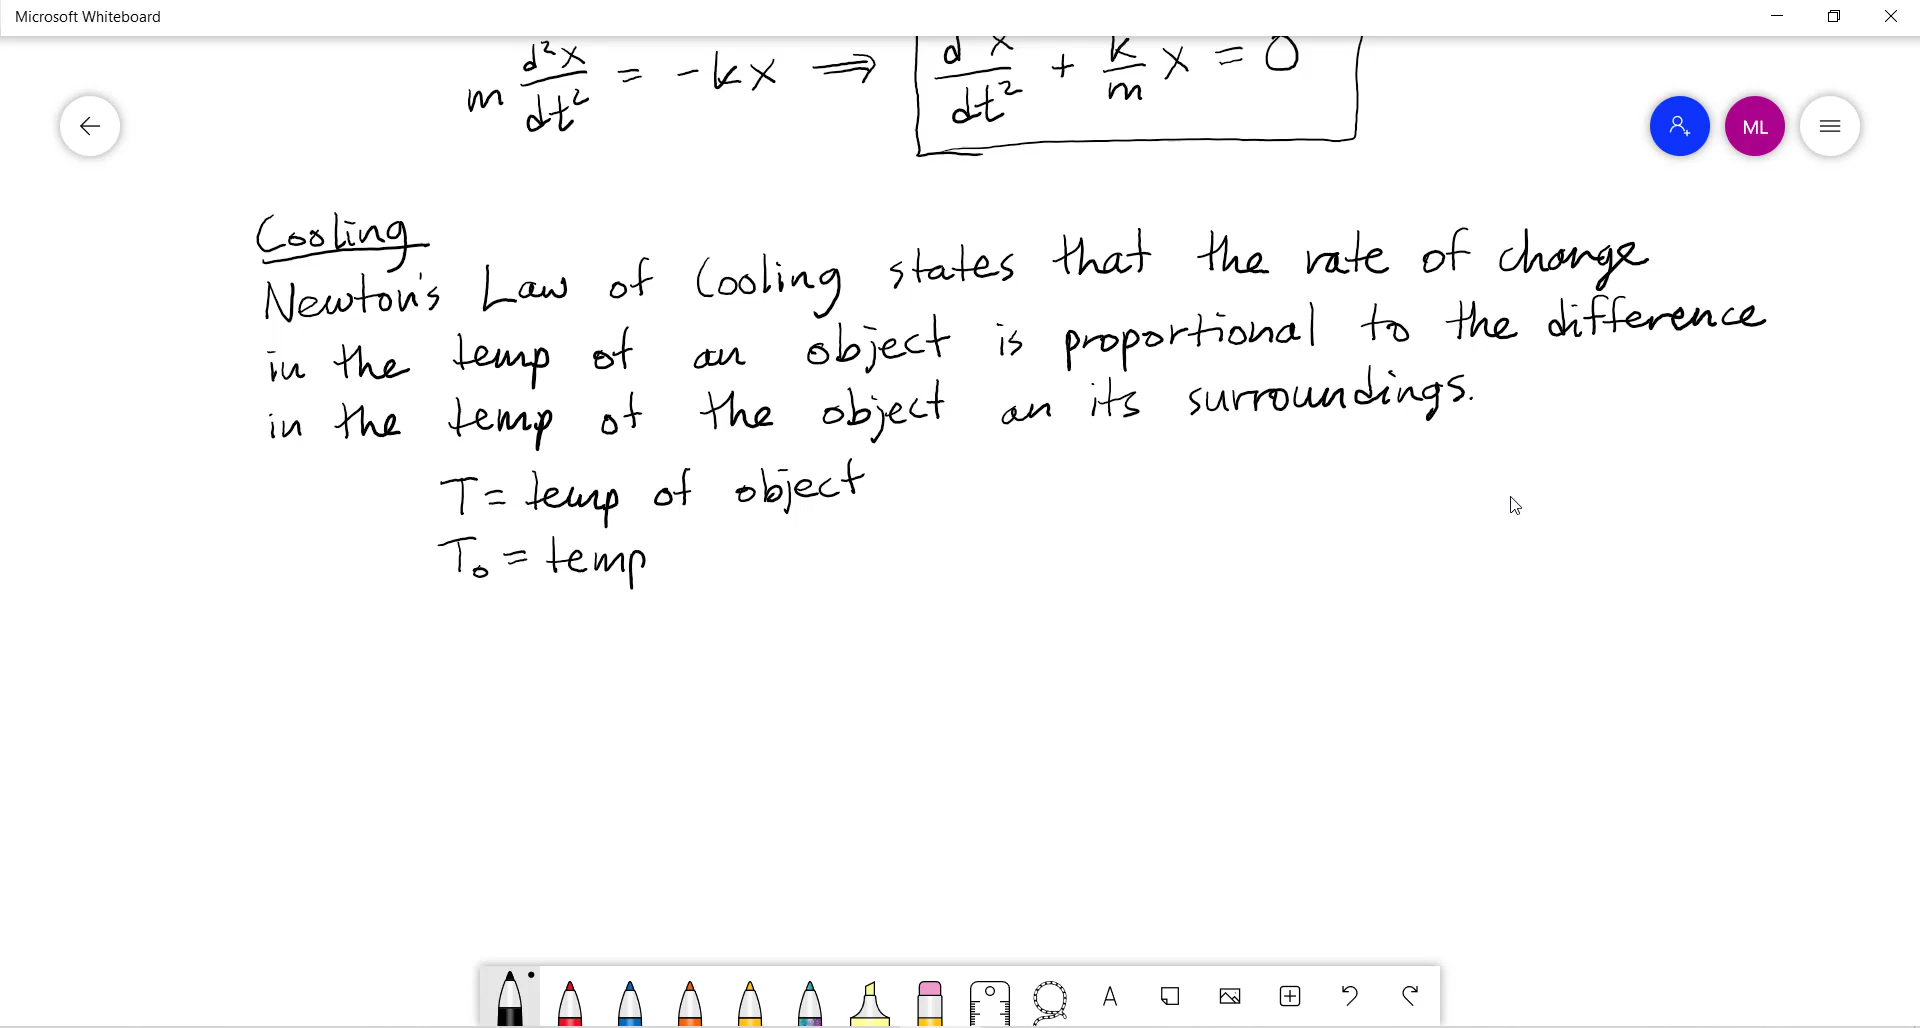 Microsoft Whiteboard
m d²x/dt² = -kx ⟹ d²x/dt² + k/m x = 0
ML
Cooling
Newton's Law of Cooling states that the rate of change
in the temp of an object is proportional to the difference
in the temp of the object an its surroundings.
T = temp of object
T₀ = temp
A